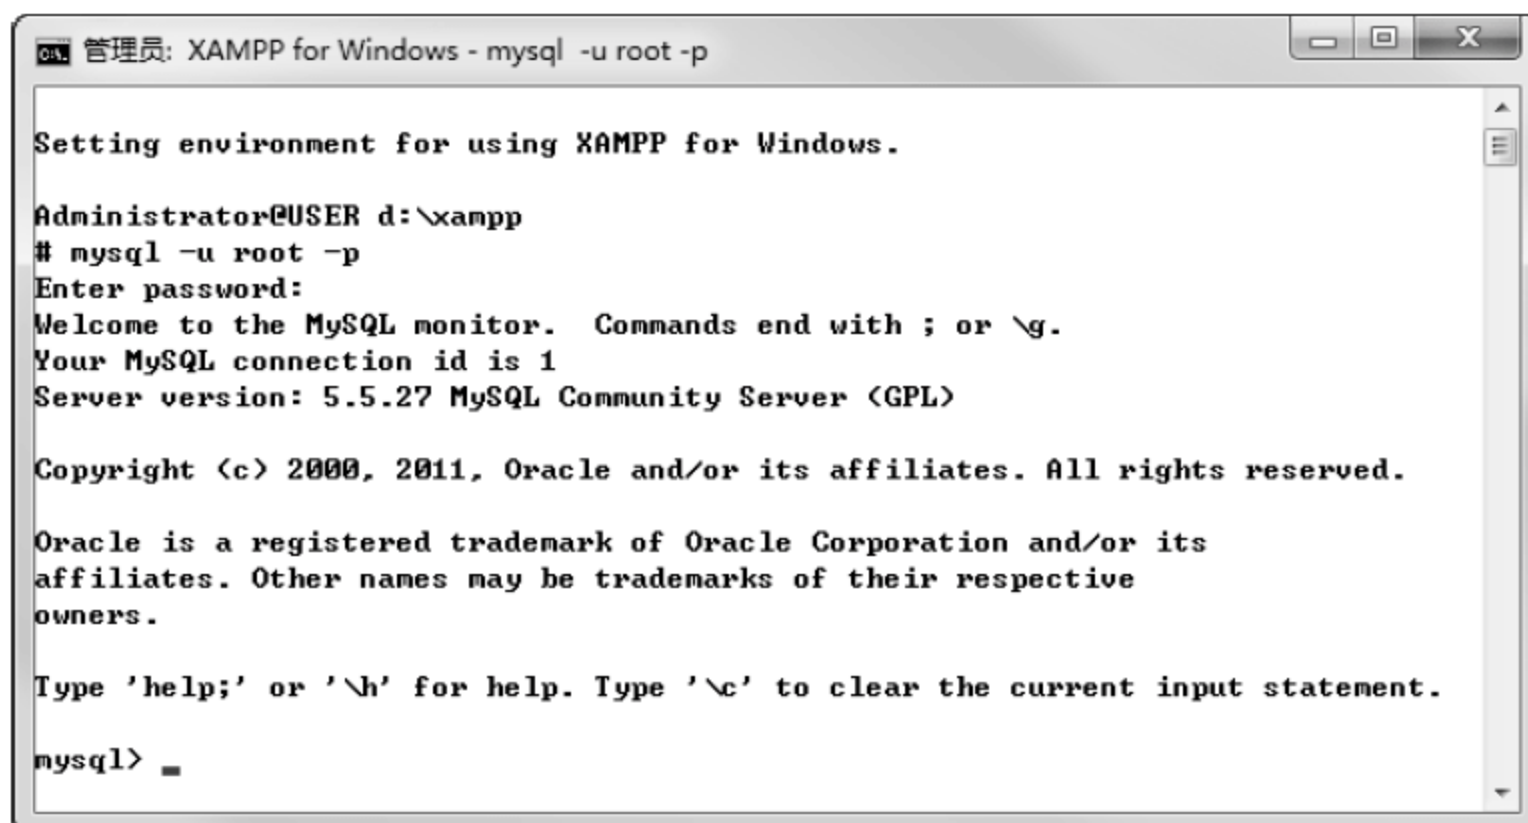 管理员: XAMPP for Windows - mysql  -u root -p
Setting environment for using XAMPP for Windows.
Administrator@USER d:\xampp
# mysql -u root -p
Enter password:
Welcome to the MySQL monitor.  Commands end with ; or \g.
Your MySQL connection id is 1
Server version: 5.5.27 MySQL Community Server (GPL)
Copyright (c) 2000, 2011, Oracle and/or its affiliates. All rights reserved.
Oracle is a registered trademark of Oracle Corporation and/or its
affiliates. Other names may be trademarks of their respective
owners.
Type 'help;' or '\h' for help. Type '\c' to clear the current input statement.
mysql> _